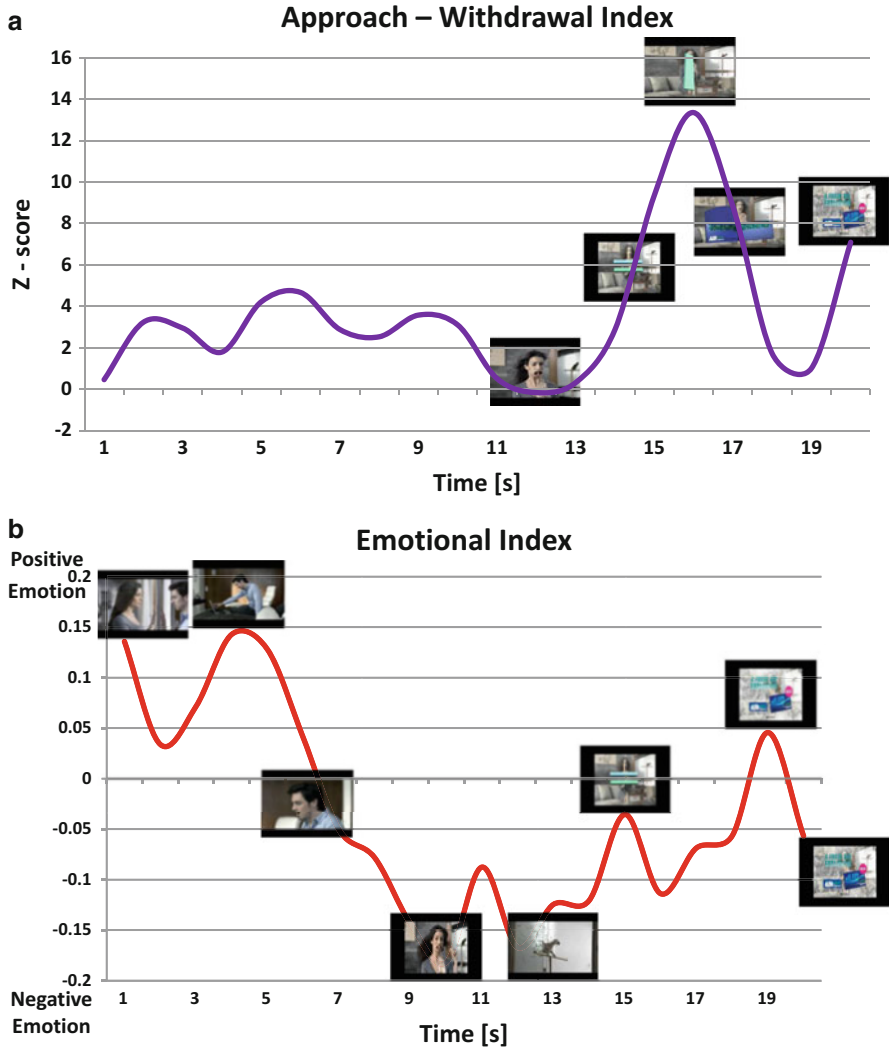 a
Approach – Withdrawal Index
16
14
12
10
8
6
4
2
0
-2
Z - score
1 3 5 7 9 11 13 15 17 19
Time [s]
b
Emotional Index
Positive
Emotion
0.2
0.15
0.1
0.05
0
-0.05
-0.1
-0.15
-0.2
Negative
Emotion
1 3 5 7 9 11 13 15 17 19
Time [s]